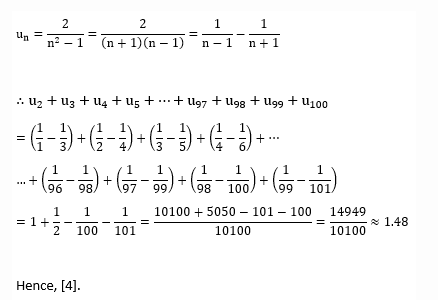 uₙ = 2/(n² − 1) = 2/((n + 1)(n − 1)) = 1/(n − 1) − 1/(n + 1)
∴ u₂ + u₃ + u₄ + u₅ + ⋯ + u₉₇ + u₉₈ + u₉₉ + u₁₀₀
= (1/1 − 1/3) + (1/2 − 1/4) + (1/3 − 1/5) + (1/4 − 1/6) + ⋯
... + (1/96 − 1/98) + (1/97 − 1/99) + (1/98 − 1/100) + (1/99 − 1/101)
= 1 + 1/2 − 1/100 − 1/101 = (10100 + 5050 − 101 − 100)/10100 = 14949/10100 ≈ 1.48
Hence, [4].